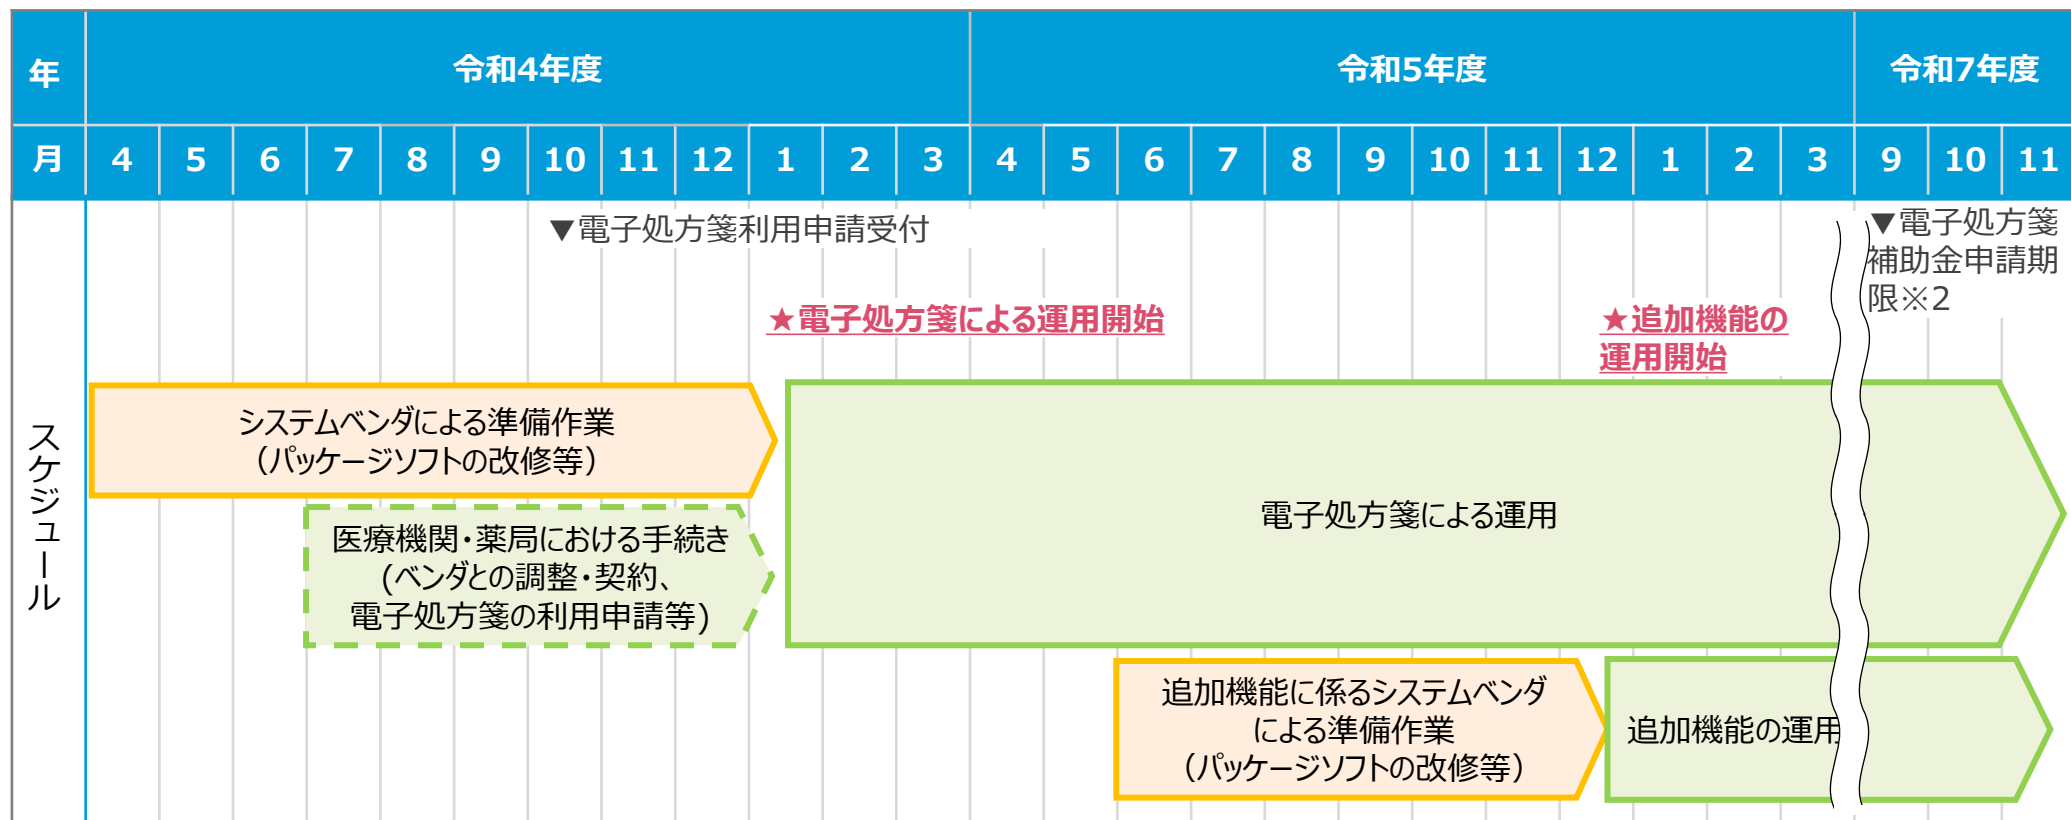 年 令和4年度 令和5年度 令和7年度
月 4 5 6 7 8 9 10 11 12 1 2 3 4 5 6 7 8 9 10 11 12 1 2 3 9 10 11
スケジュール
▼電子処方箋利用申請受付
▼電子処方箋
補助金申請期
限※2
★電子処方箋による運用開始
★追加機能の
運用開始
システムベンダによる準備作業
（パッケージソフトの改修等）
医療機関・薬局における手続き
(ベンダとの調整・契約、
電子処方箋の利用申請等)
電子処方箋による運用
追加機能に係るシステムベンダ
による準備作業
（パッケージソフトの改修等）
追加機能の運用